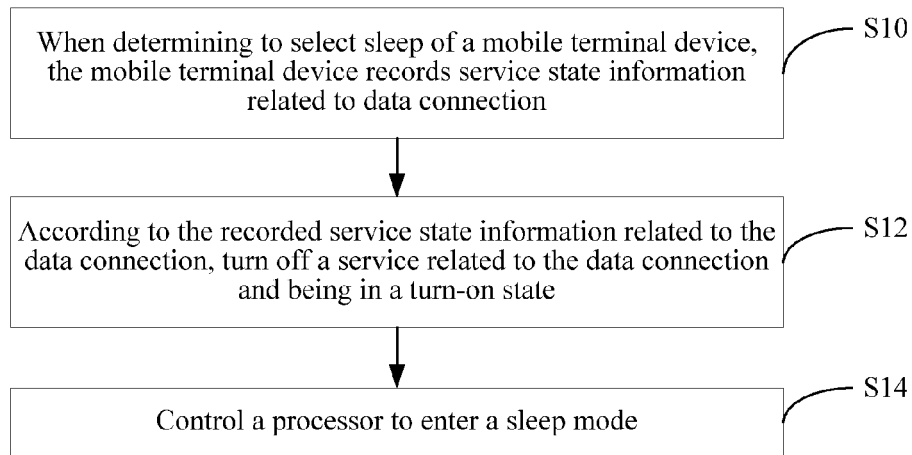 When determining to select sleep of a mobile terminal device,
the mobile terminal device records service state information
related to data connection
S10
According to the recorded service state information related to the
data connection, turn off a service related to the data connection
and being in a turn-on state
S12
Control a processor to enter a sleep mode
S14